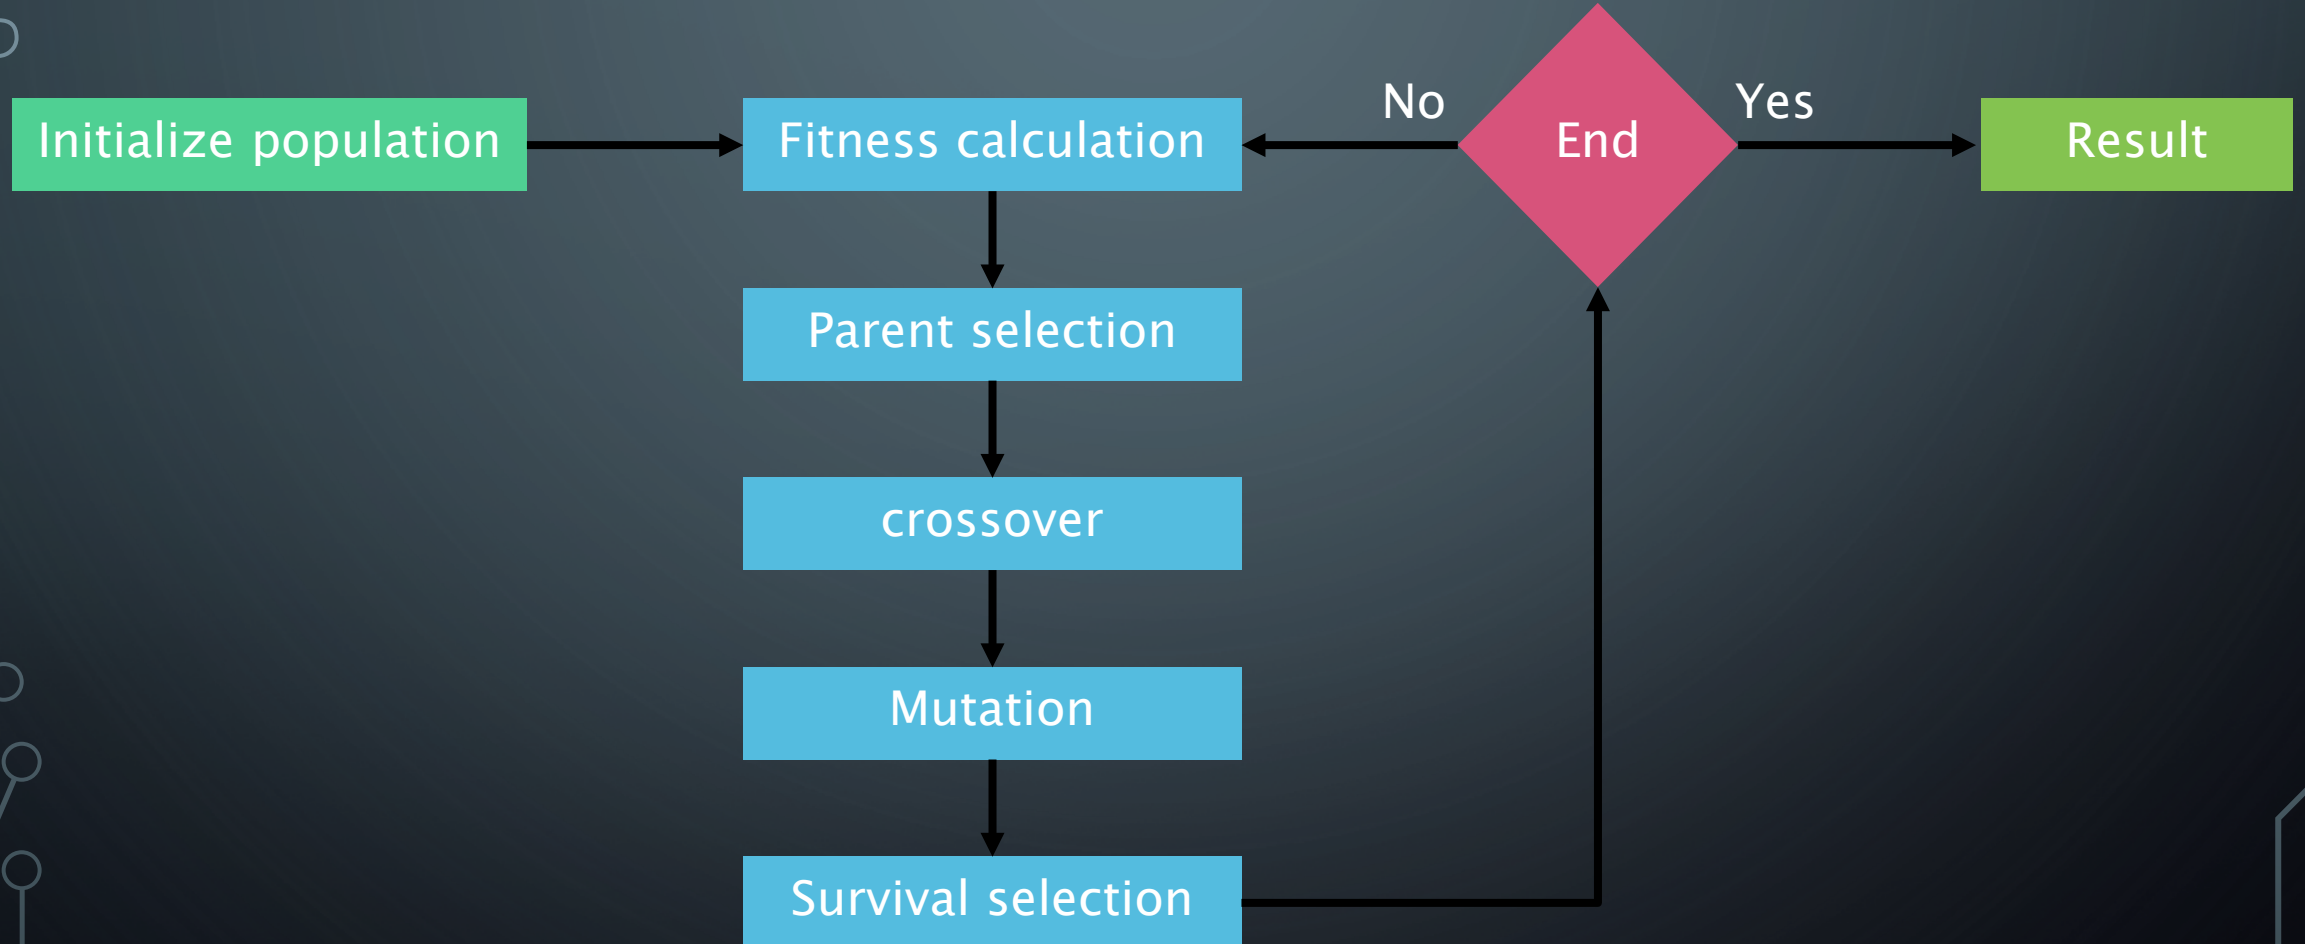 Initialize population
Fitness calculation
No
End
Yes
Result
Parent selection
crossover
Mutation
Survival selection